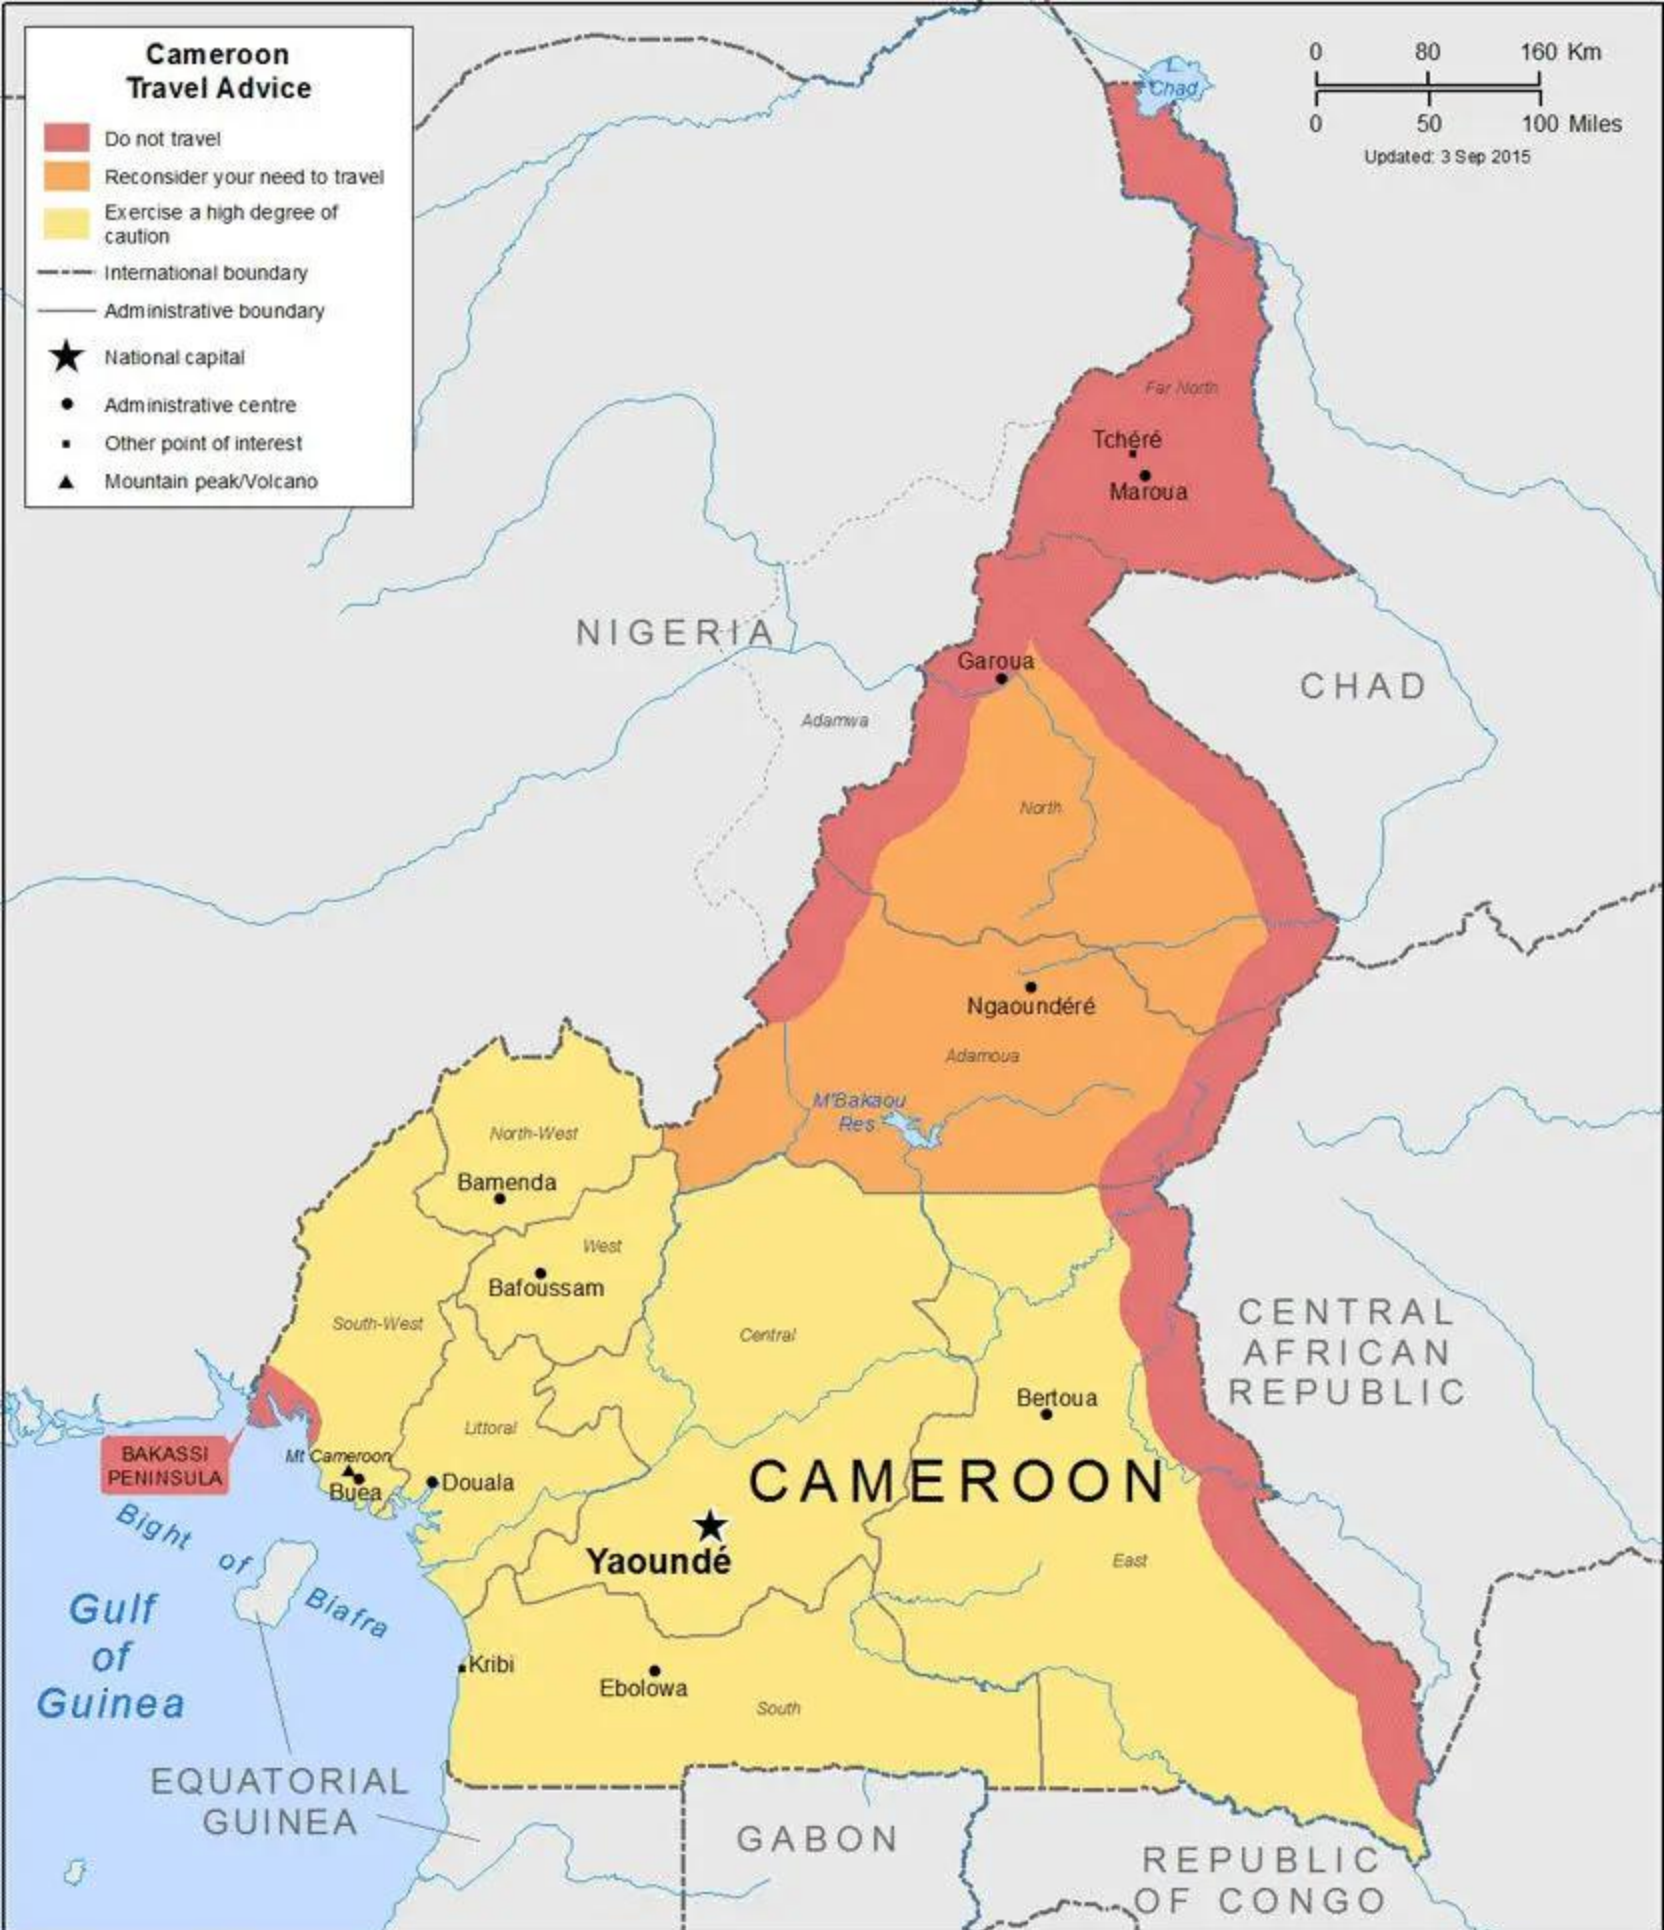 Cameroon
Travel Advice
Do not travel
Reconsider your need to travel
Exercise a high degree of
caution
International boundary
Administrative boundary
National capital
Administrative centre
Other point of interest
Mountain peak/Volcano
0 80 160 Km
0 50 100 Miles
Updated: 3 Sep 2015
L
Chad
Far North
Tchéré
Maroua
NIGERIA
Garoua
CHAD
Adamwa
North
Ngaoundéré
Adamoua
M'Bakaou
Res
North-West
Bamenda
West
Bafoussam
South-West
Central
CENTRAL
AFRICAN
REPUBLIC
Bertoua
Littoral
BAKASSI
PENINSULA
Mt Cameroon
Buea
Douala
CAMEROON
Yaoundé
East
Bight of Biafra
Gulf
of
Guinea
Kribi
Ebolowa
South
EQUATORIAL
GUINEA
GABON
REPUBLIC
OF CONGO